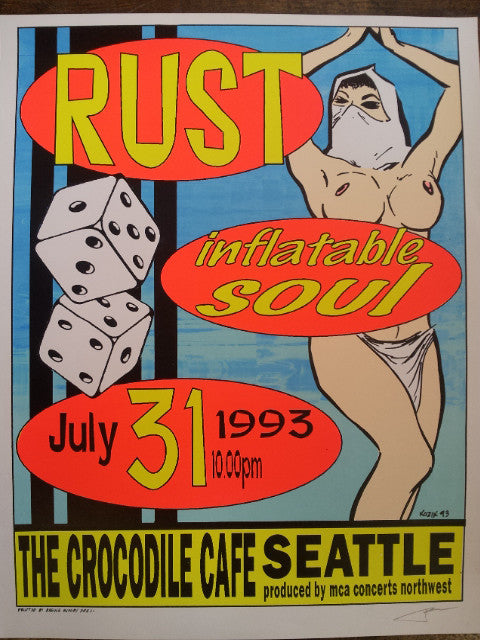 RUST
inflatable
soul
July 31 1993
10.00pm
THE CROCODILE CAFE SEATTLE
produced by mca concerts northwest
KOZIK 93